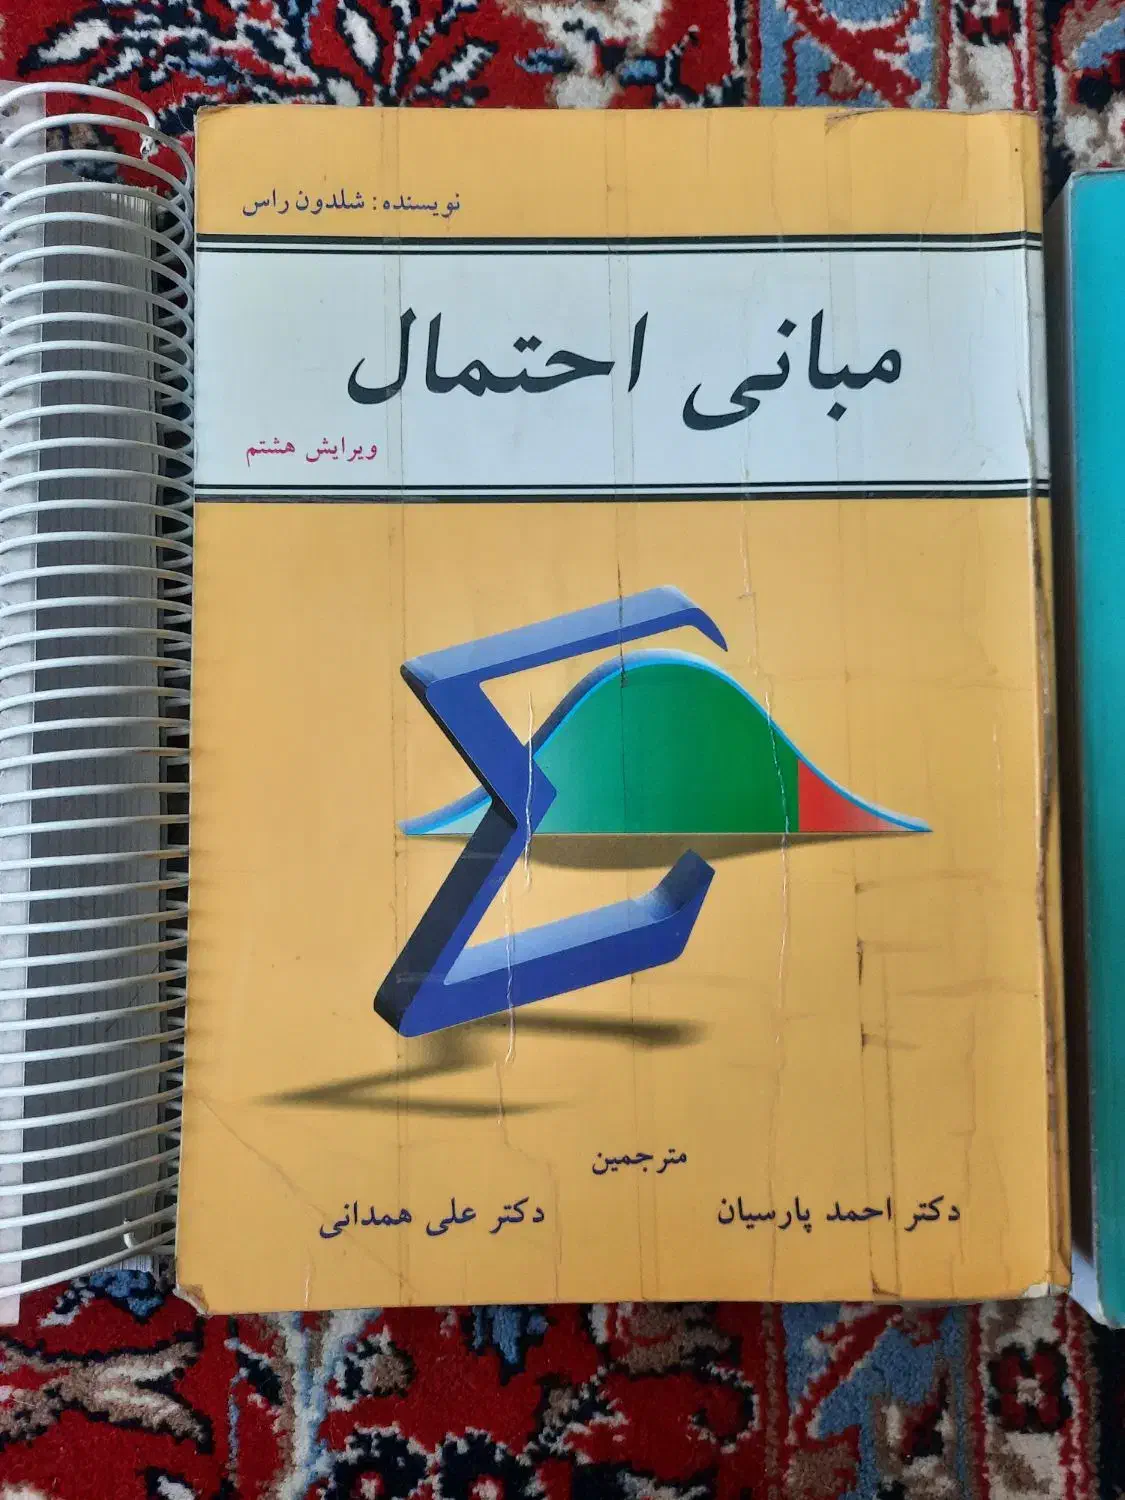 نویسنده: شلدون راس
مبانی احتمال
ویرایش هشتم
مترجمین
دکتر احمد پارسیان
دکتر علی همدانی